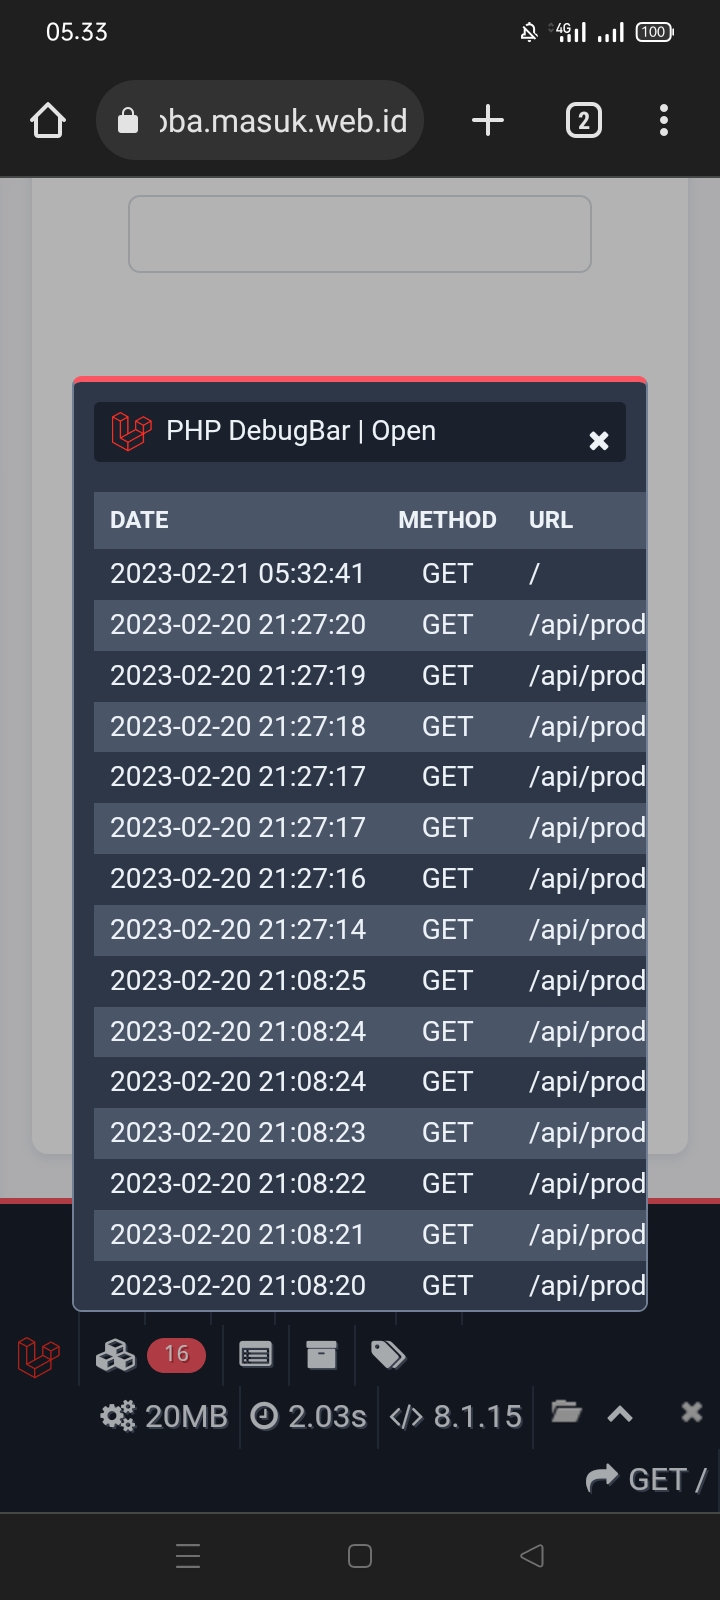 05.33
4G
100
oba.masuk.web.id
2
PHP DebugBar | Open
DATE METHOD URL
2023-02-21 05:32:41 GET /
2023-02-20 21:27:20 GET /api/prod
2023-02-20 21:27:19 GET /api/prod
2023-02-20 21:27:18 GET /api/prod
2023-02-20 21:27:17 GET /api/prod
2023-02-20 21:27:17 GET /api/prod
2023-02-20 21:27:16 GET /api/prod
2023-02-20 21:27:14 GET /api/prod
2023-02-20 21:08:25 GET /api/prod
2023-02-20 21:08:24 GET /api/prod
2023-02-20 21:08:24 GET /api/prod
2023-02-20 21:08:23 GET /api/prod
2023-02-20 21:08:22 GET /api/prod
2023-02-20 21:08:21 GET /api/prod
2023-02-20 21:08:20 GET /api/prod
16
20MB 2.03s </> 8.1.15
GET /